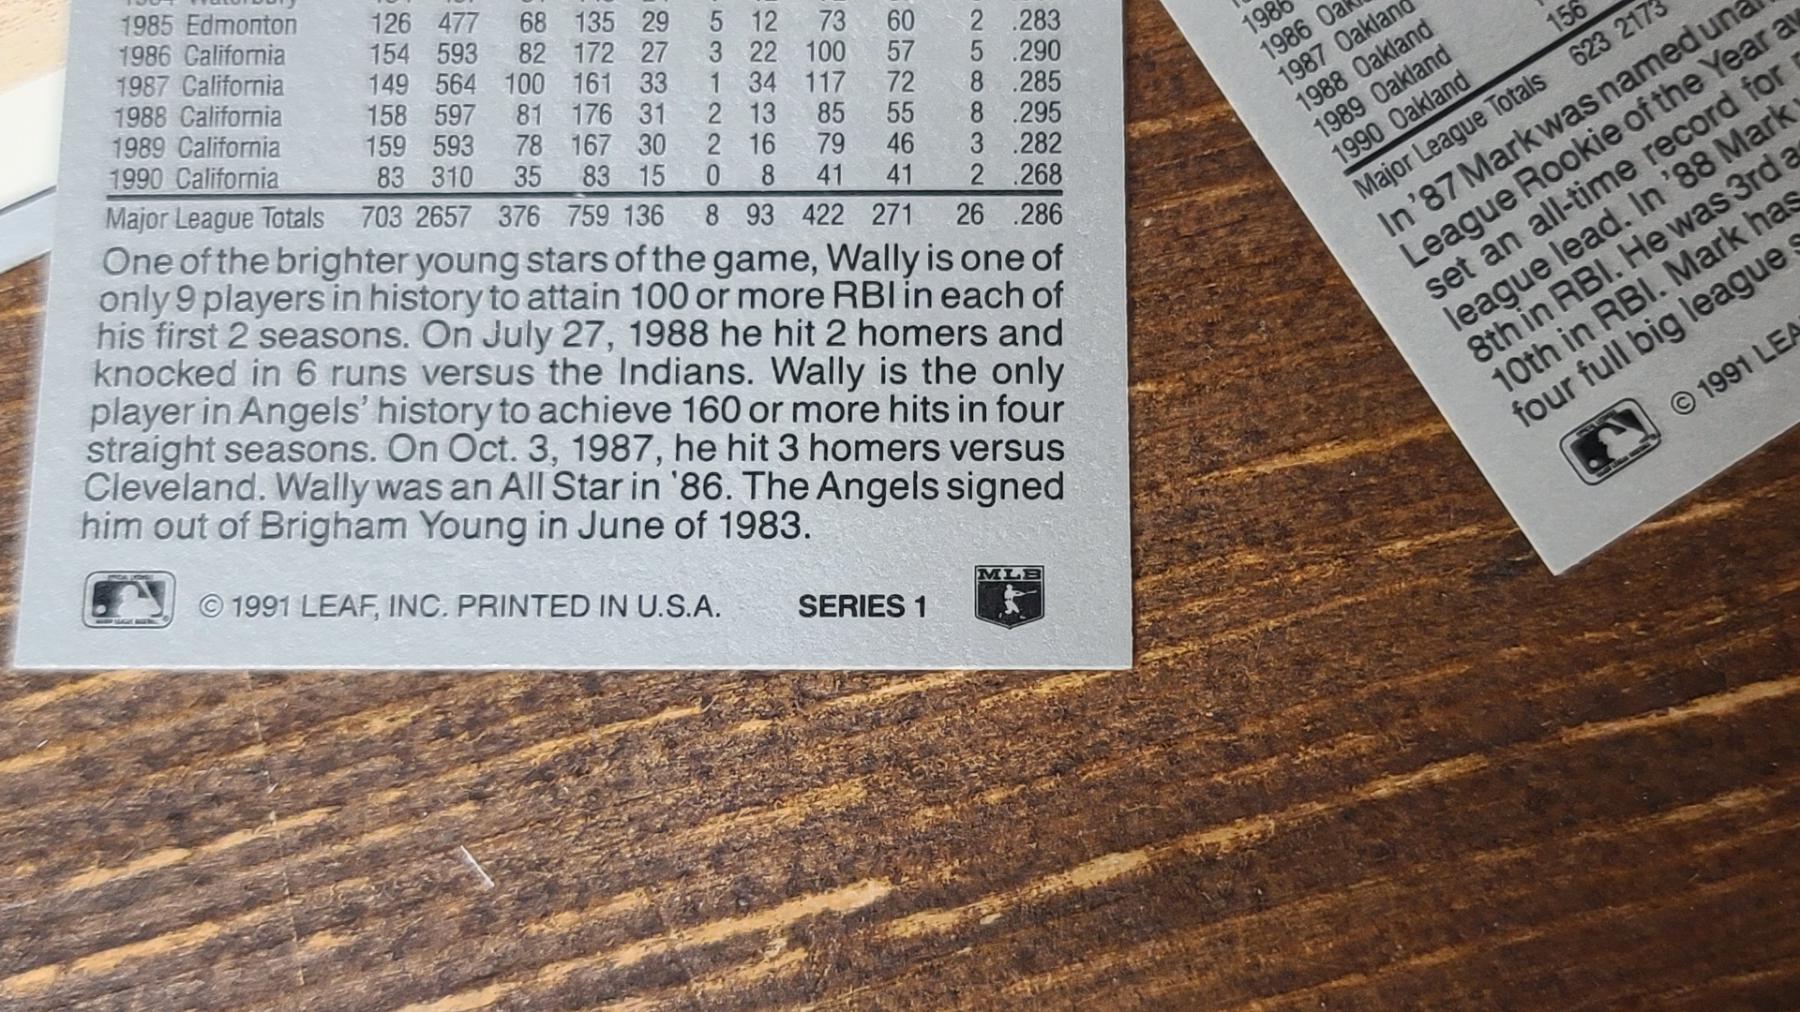 1985 Edmonton 126 477 68 135 29 5 12 73 60 2 .283
1986 California 154 593 82 172 27 3 22 100 57 5 .290
1987 California 149 564 100 161 33 1 34 117 72 8 .285
1988 California 158 597 81 176 31 2 13 85 55 8 .295
1989 California 159 593 78 167 30 2 16 79 46 3 .282
1990 California 83 310 35 83 15 0 8 41 41 2 .268
Major League Totals 703 2657 376 759 136 8 93 422 271 26 .286
One of the brighter young stars of the game, Wally is one of
only 9 players in history to attain 100 or more RBI in each of
his first 2 seasons. On July 27, 1988 he hit 2 homers and
knocked in 6 runs versus the Indians. Wally is the only
player in Angels' history to achieve 160 or more hits in four
straight seasons. On Oct. 3, 1987, he hit 3 homers versus
Cleveland. Wally was an All Star in '86. The Angels signed
him out of Brigham Young in June of 1983.
© 1991 LEAF, INC. PRINTED IN U.S.A. SERIES 1 MLB
1986
1986
1987 Oakland
1988 Oakland
1989 Oakland
1990 Oakland 156
Major League Totals 623 2173
In '87 Mark was named
League Rookie of the Year
set an all-time record for
league lead. In '88 Mark
8th in RBI. He was 3rd
10th in RBI. Mark has
four full big league
© 1991